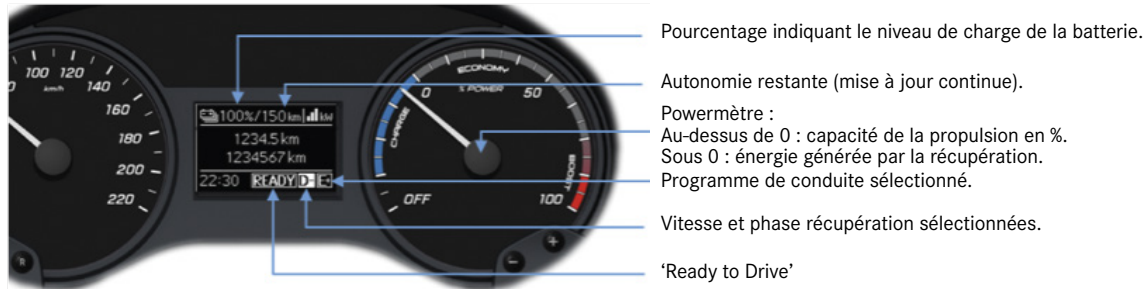 Pourcentage indiquant le niveau de charge de la batterie.
Autonomie restante (mise à jour continue).
Powermètre :
Au-dessus de 0 : capacité de la propulsion en %.
Sous 0 : énergie générée par la récupération.
Programme de conduite sélectionné.
Vitesse et phase récupération sélectionnées.
‘Ready to Drive’
100 120 140 160 180 200 220
km/h
R
100%/150 km kW
1234.5 km
1234567 km
22:30 READY D- E+
ECONOMY
% POWER
0 50 100
CHARGE
BOOST
OFF
+
-